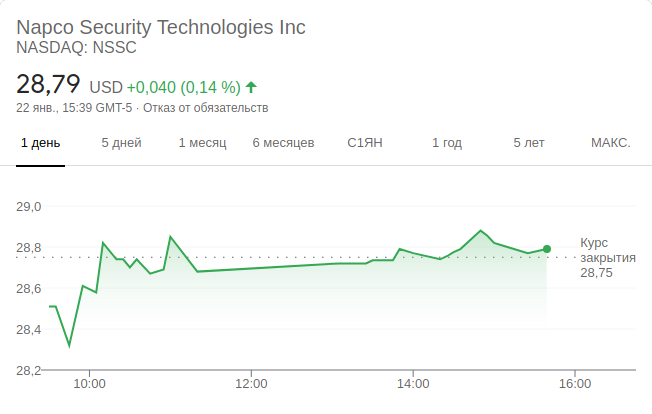 Napco Security Technologies Inc
NASDAQ: NSSC
28,79 USD +0,040 (0,14 %)
22 янв., 15:39 GMT-5 · Отказ от обязательств
1 день 5 дней 1 месяц 6 месяцев С1ЯН 1 год 5 лет МАКС.
29,0
28,8
28,6
28,4
28,2
Курс
закрытия
28,75
10:00 12:00 14:00 16:00